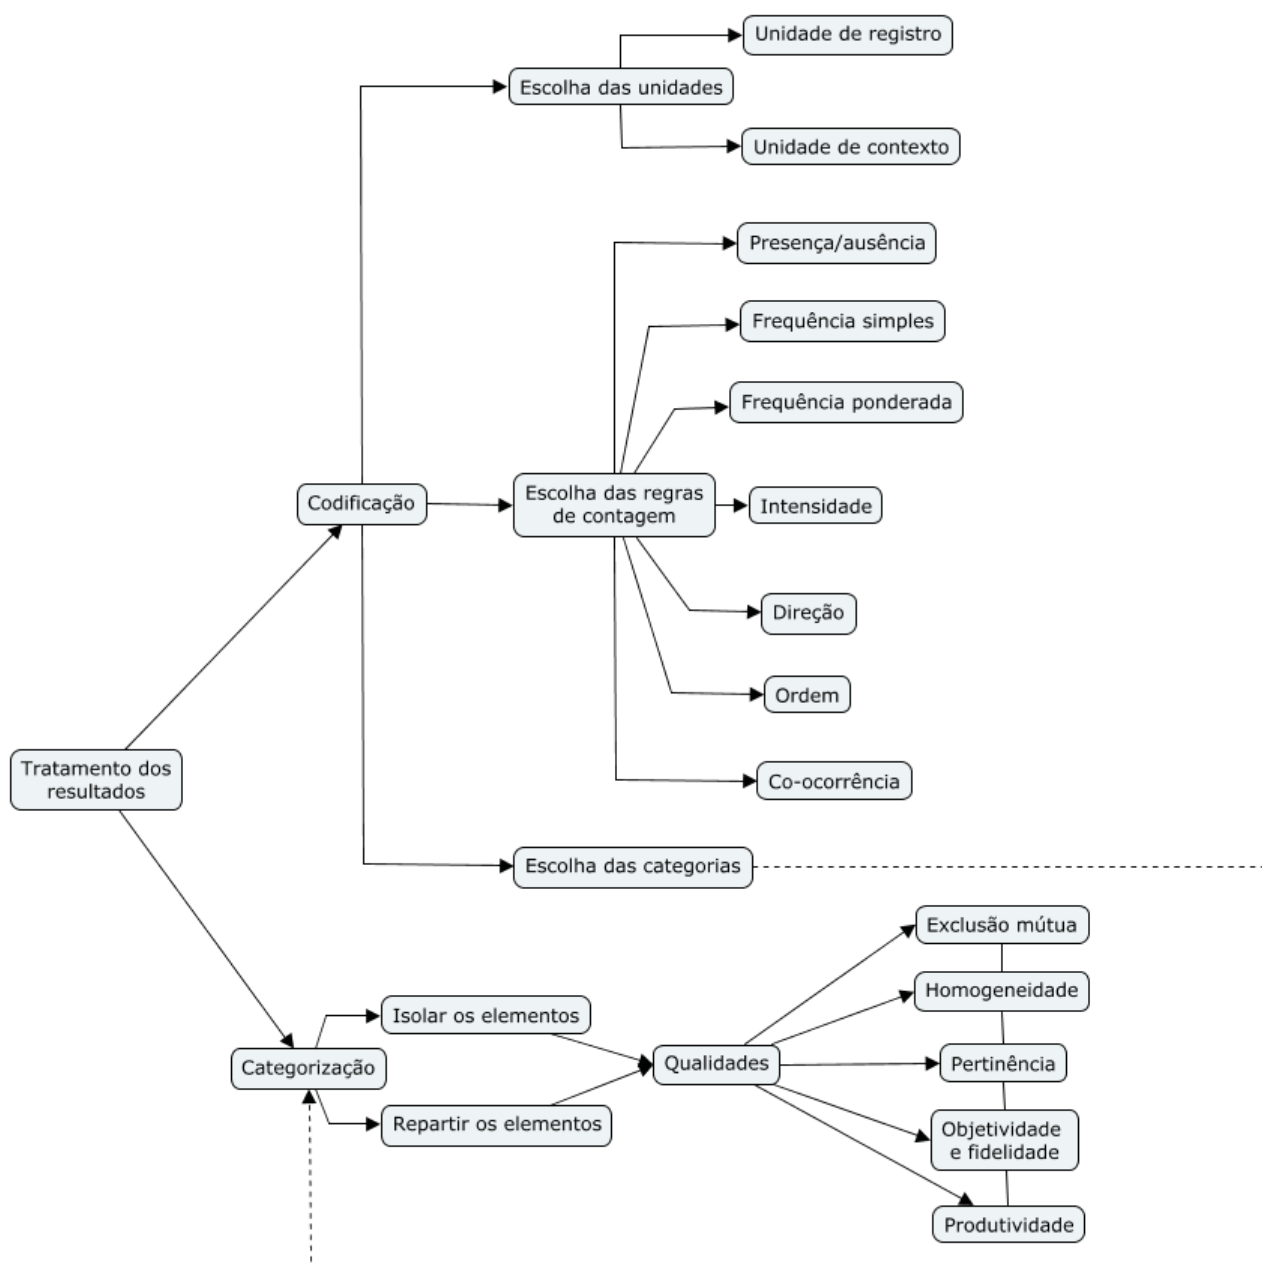 Unidade de registro
Escolha das unidades
Unidade de contexto
Presença/ausência
Frequência simples
Frequência ponderada
Codificação
Escolha das regras
de contagem
Intensidade
Direção
Ordem
Tratamento dos
resultados
Co-ocorrência
Escolha das categorias
Exclusão mútua
Homogeneidade
Isolar os elementos
Categorização
Qualidades
Pertinência
Repartir os elementos
Objetividade
e fidelidade
Produtividade